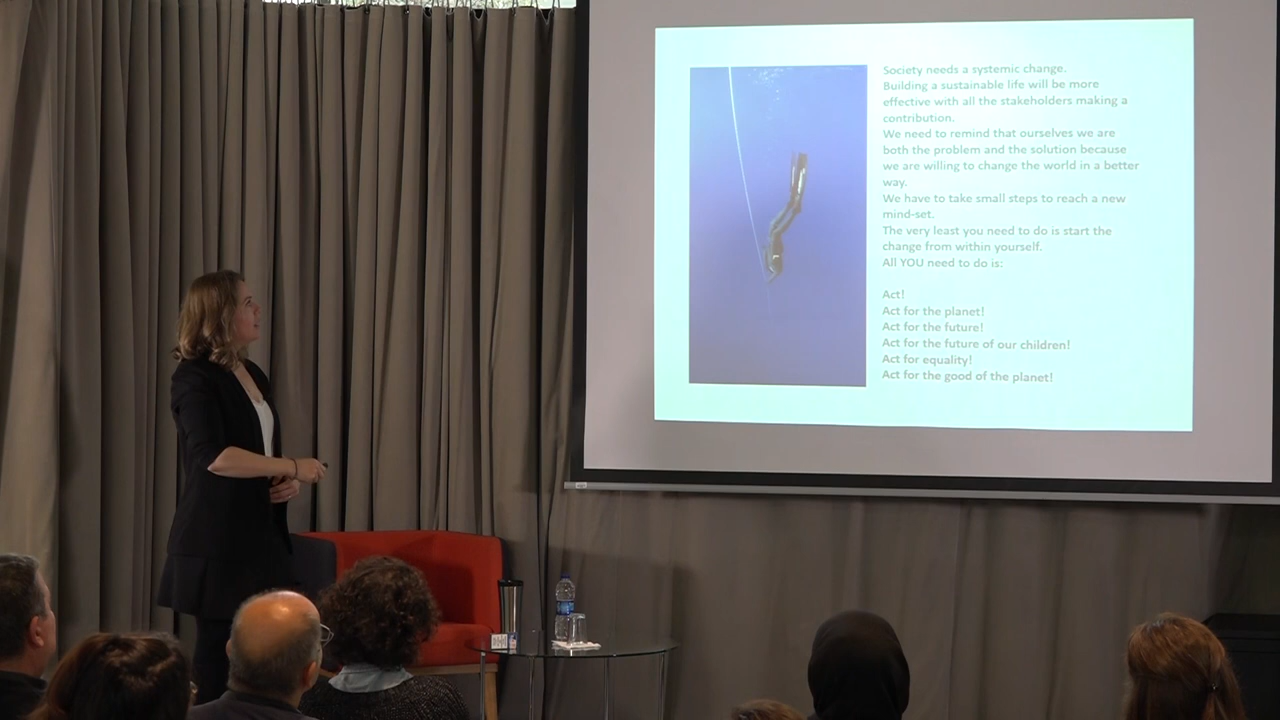 Society needs a systemic change.
Building a sustainable life will be more
effective with all the stakeholders making a
contribution.
We need to remind that ourselves we are
both the problem and the solution because
we are willing to change the world in a better
way.
We have to take small steps to reach a new
mind-set.
The very least you need to do is start the
change from within yourself.
All YOU need to do is:
Act!
Act for the planet!
Act for the future!
Act for the future of our children!
Act for equality!
Act for the good of the planet!